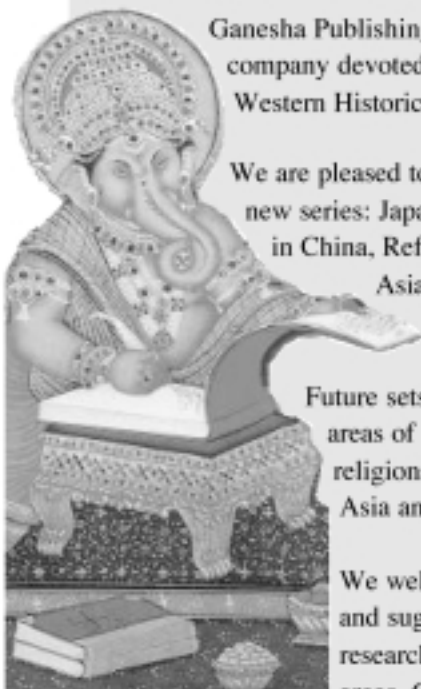 Ganesha Publishing
company devoted
Western Historic
We are pleased to
new series: Japa
in China, Ref
Asia
Future sets
areas of
religion
Asia an
We wel
and sug
research